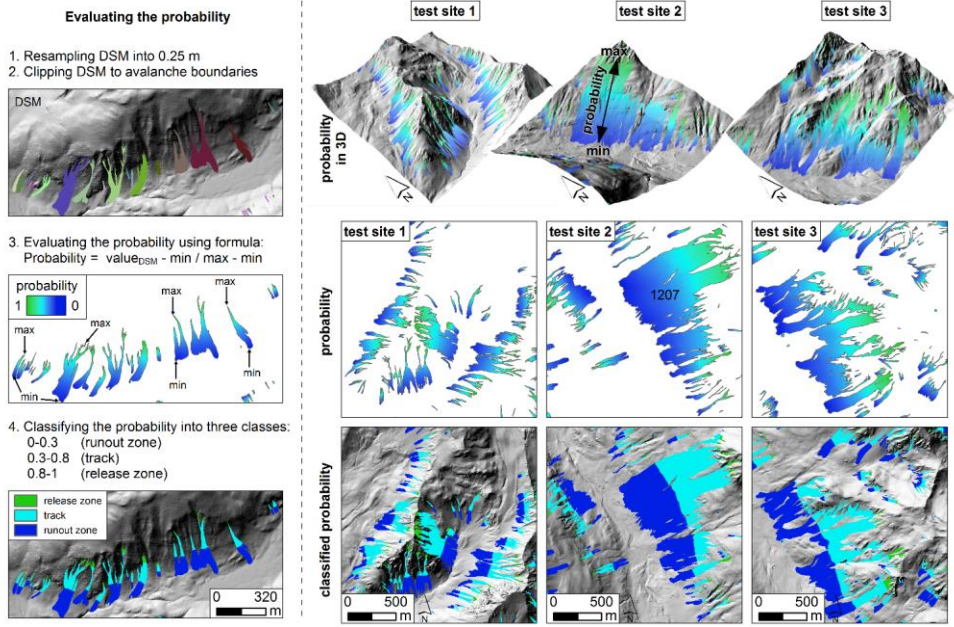 Evaluating the probability
1. Resampling DSM into 0.25 m
2. Clipping DSM to avalanche boundaries
DSM
3. Evaluating the probability using formula:
Probability = valueDSM - min / max - min
probability
1 0
max
max
max
max
min
min
min
4. Classifying the probability into three classes:
0-0.3 (runout zone)
0.3-0.8 (track)
0.8-1 (release zone)
release zone
track
runout zone
0 320
m
test site 1
test site 2
test site 3
probability
in 3D
max
probability
min
N
N
N
probability
test site 1
test site 2
test site 3
1207
classified probability
0 500
m
N
0 500
m
N
0 500
m
N